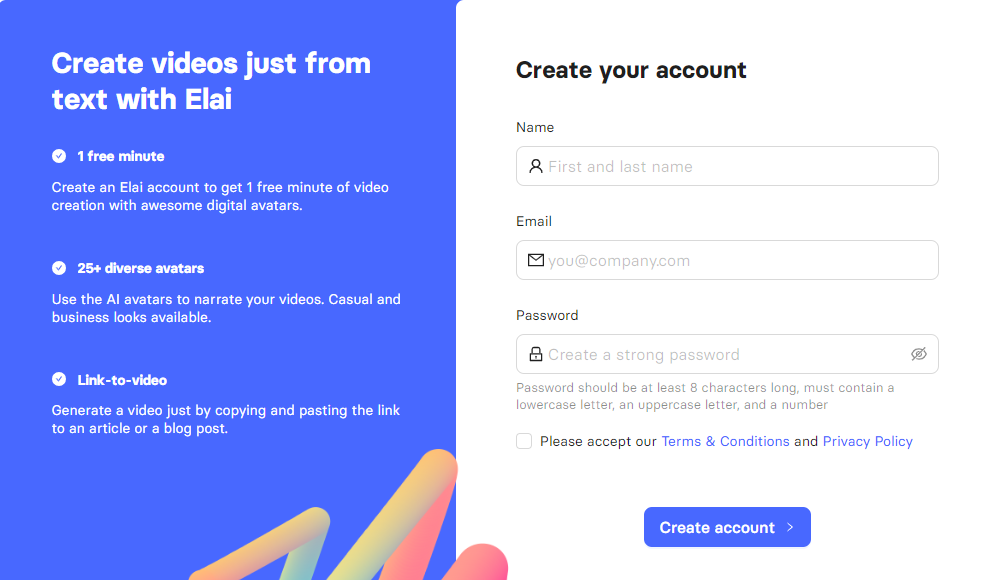 Create videos just from
text with Elai
1 free minute
Create an Elai account to get 1 free minute of video
creation with awesome digital avatars.
25+ diverse avatars
Use the AI avatars to narrate your videos. Casual and
business looks available.
Link-to-video
Generate a video just by copying and pasting the link
to an article or a blog post.
Create your account
Name
First and last name
Email
you@company.com
Password
Create a strong password
Password should be at least 8 characters long, must contain a
lowercase letter, an uppercase letter, and a number
Please accept our Terms & Conditions and Privacy Policy
Create account